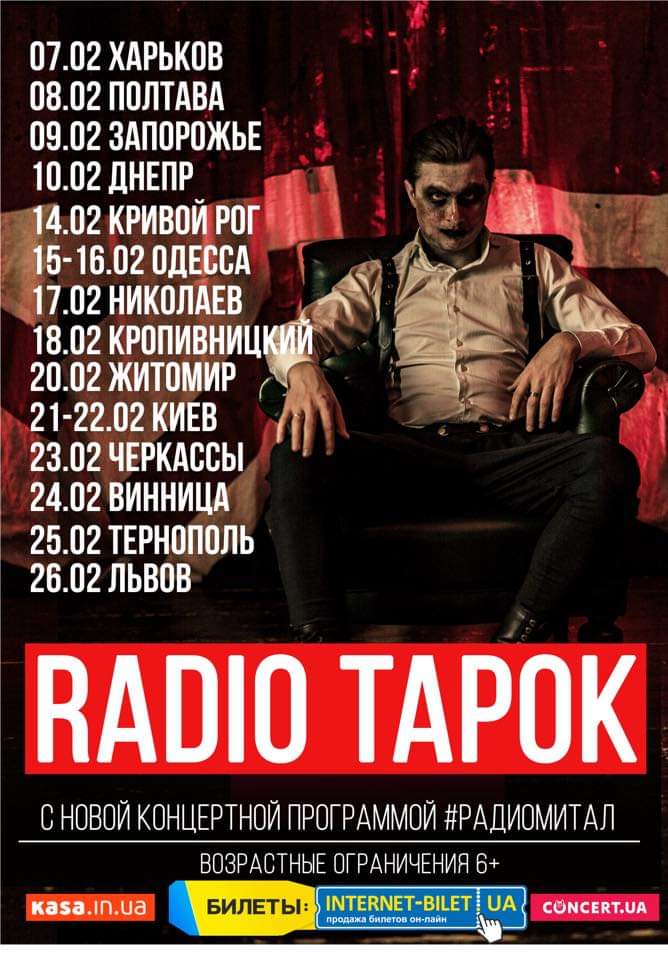 07.02 ХАРЬКОВ
08.02 ПОЛТАВА
09.02 ЗАПОРОЖЬЕ
10.02 ДНЕПР
14.02 КРИВОЙ РОГ
15-16.02 ОДЕССА
17.02 НИКОЛАЕВ
18.02 КРОПИВНИЦКИЙ
20.02 ЖИТОМИР
21-22.02 КИЕВ
23.02 ЧЕРКАССЫ
24.02 ВИННИЦА
25.02 ТЕРНОПОЛЬ
26.02 ЛЬВОВ
RADIO TAPOK
С НОВОЙ КОНЦЕРТНОЙ ПРОГРАММОЙ #РАДИОМИТАЛ
ВОЗРАСТНЫЕ ОГРАНИЧЕНИЯ 6+
kasa.in.ua
БИЛЕТЫ:
INTERNET-BILET UA
продажа билетов он-лайн
CONCERT.UA